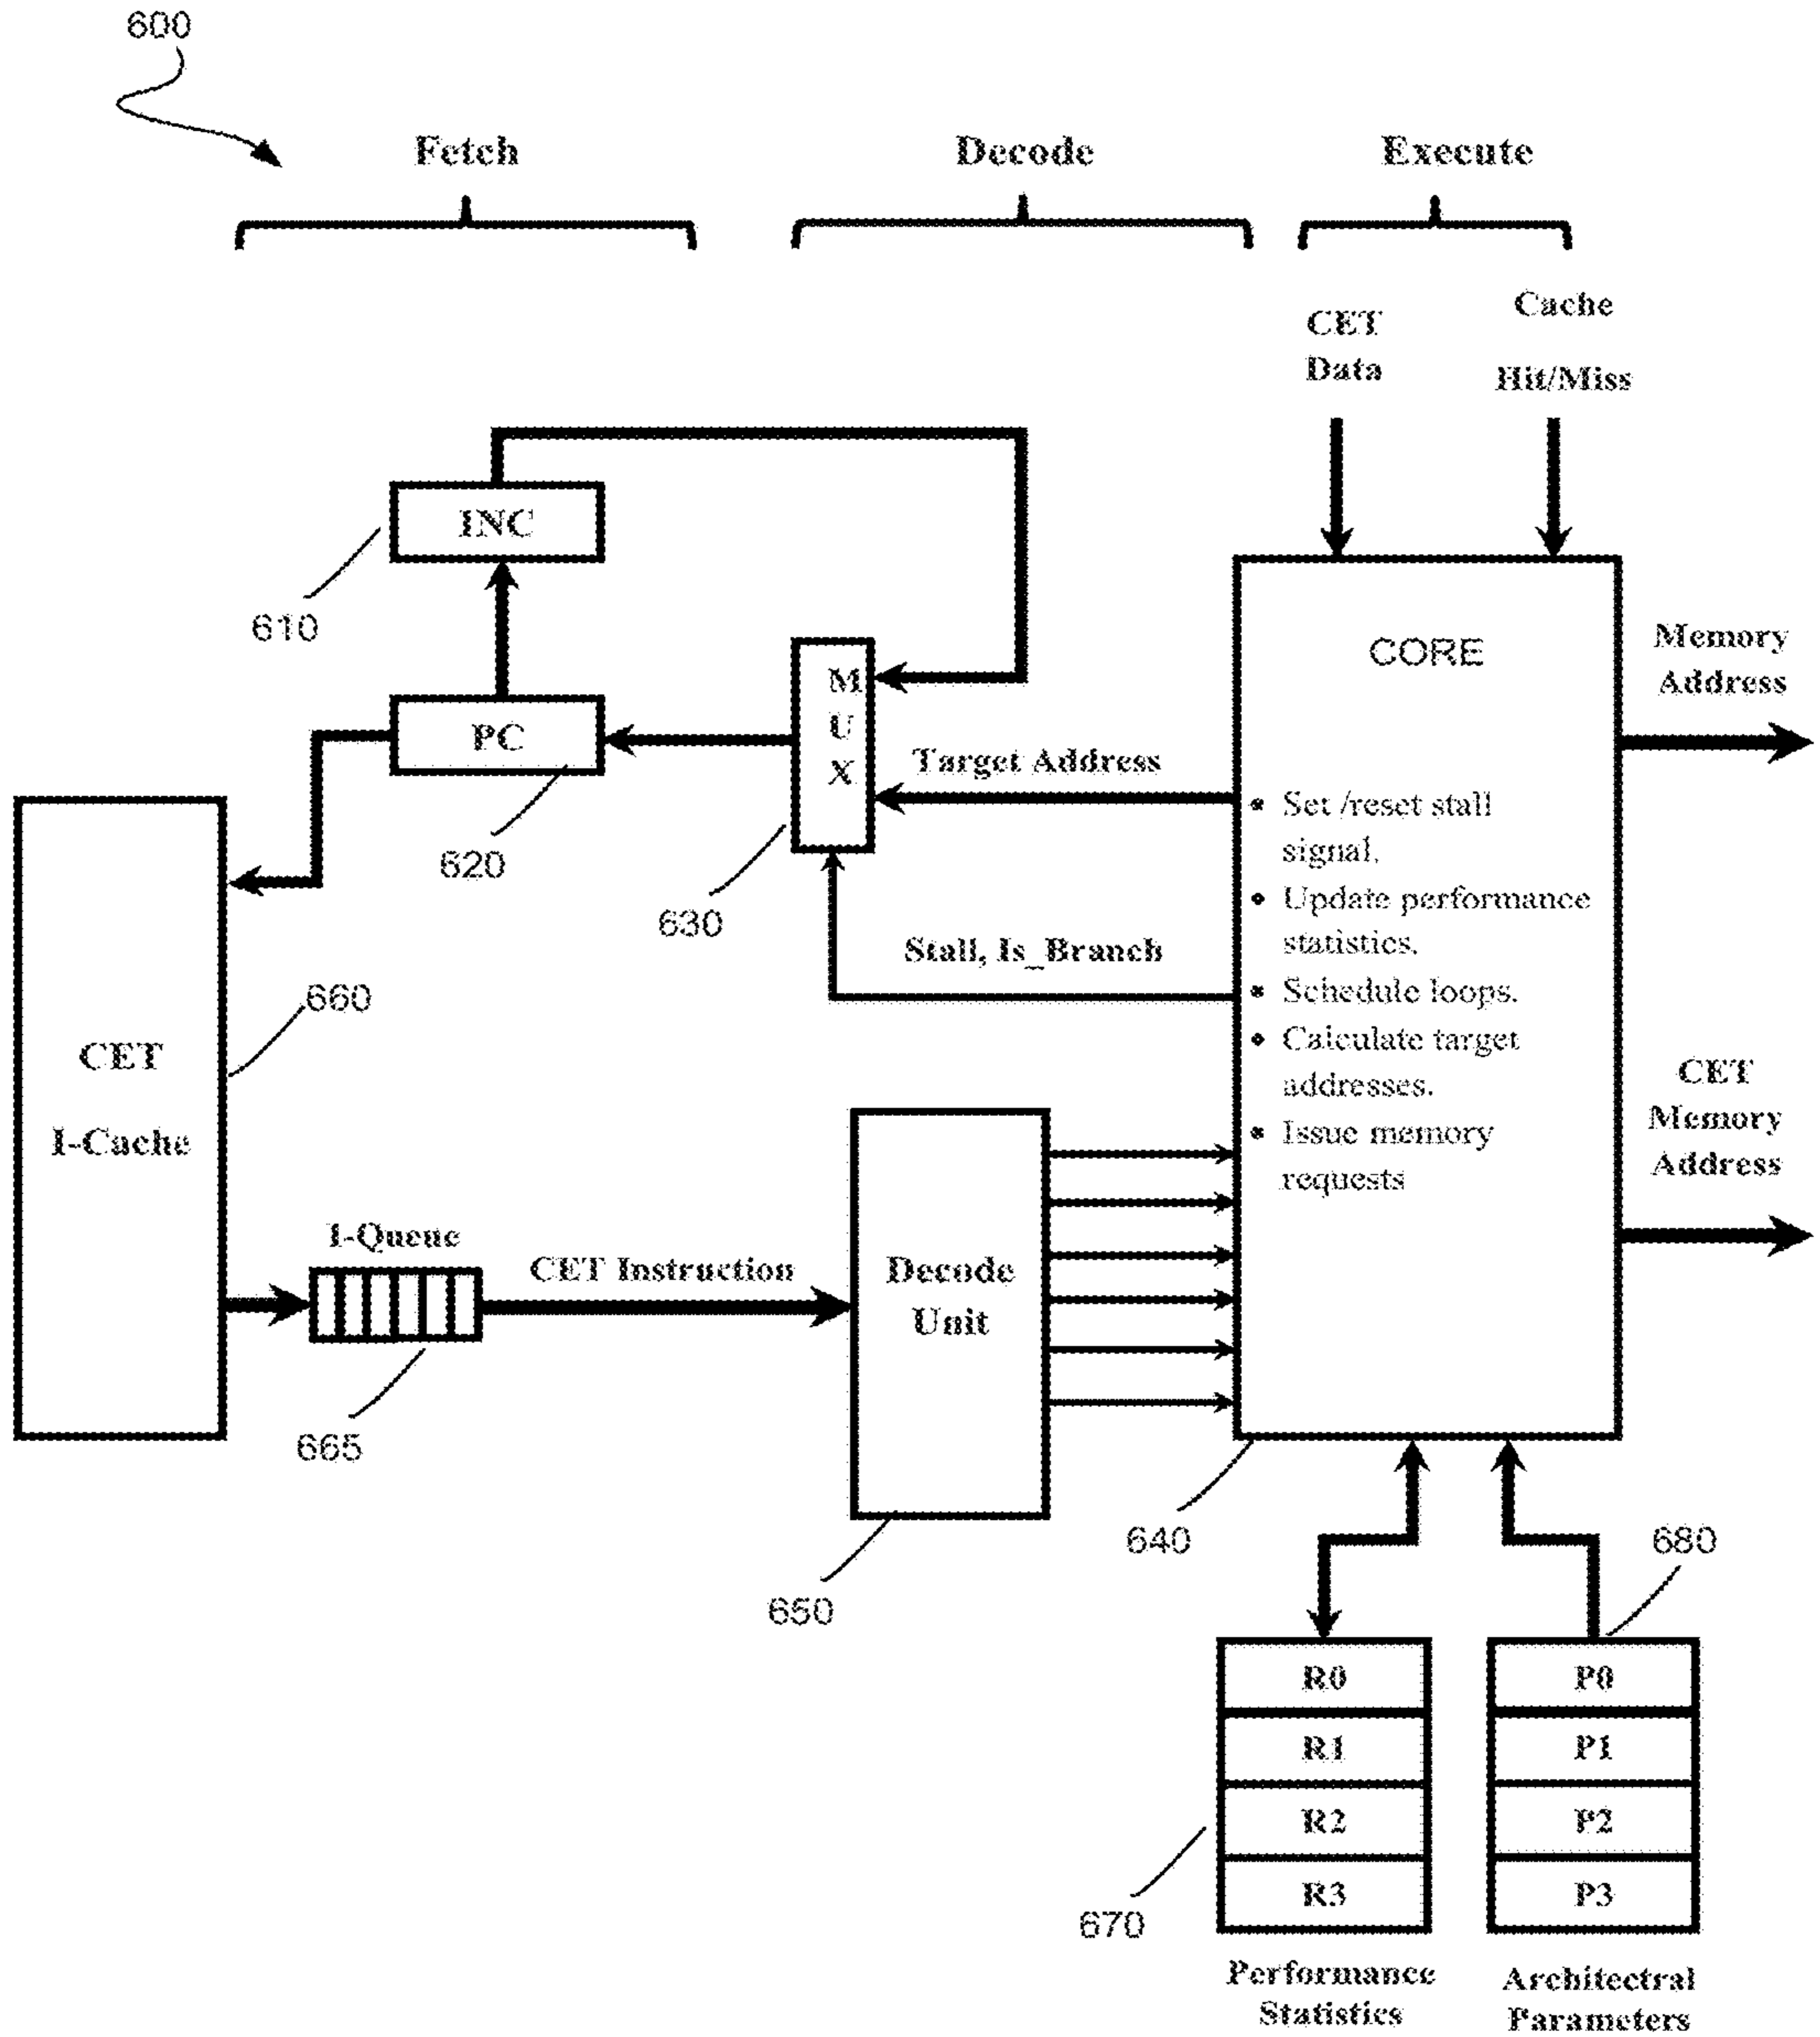 600
Fetch
Decode
Execute
CET
Data
Cache
Hit/Miss
INC
610
PC
620
M
U
X
630
Target Address
Stall, Is_Branch
CORE
• Set /reset stall
signal.
• Update performance
statistics.
• Schedule loops.
• Calculate target
addresses.
• Issue memory
requests
Memory
Address
CET
Memory
Address
CET
I-Cache
660
I-Queue
665
CET Instruction
Decode
Unit
650
640
680
R0
R1
R2
R3
670
P0
P1
P2
P3
Performance
Statistics
Architectral
Parameters